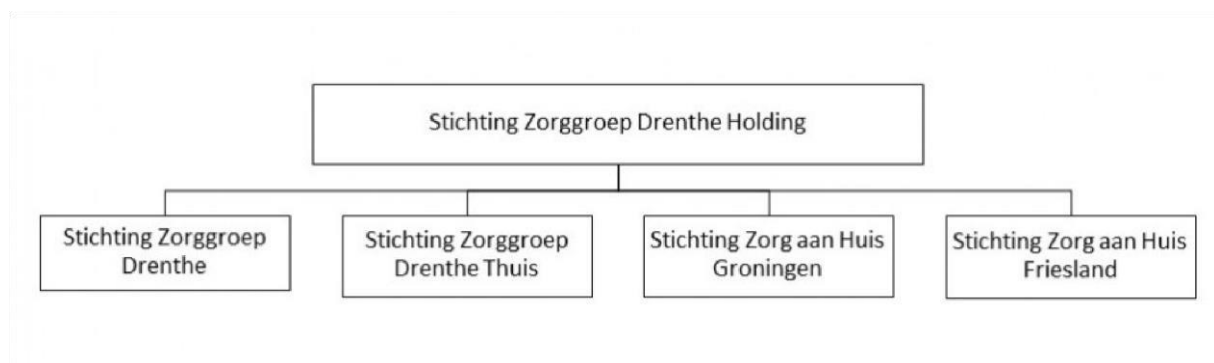 Stichting Zorggroep Drenthe Holding
Stichting Zorggroep
Drenthe
Stichting Zorggroep
Drenthe Thuis
Stichting Zorg aan Huis
Groningen
Stichting Zorg aan Huis
Friesland